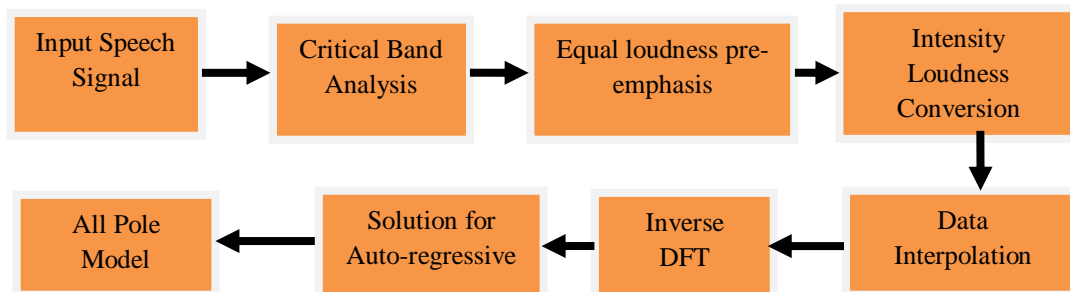 Input Speech
Signal
Critical Band
Analysis
Equal loudness pre-
emphasis
Intensity
Loudness
Conversion
Data
Interpolation
Inverse
DFT
Solution for
Auto-regressive
All Pole
Model